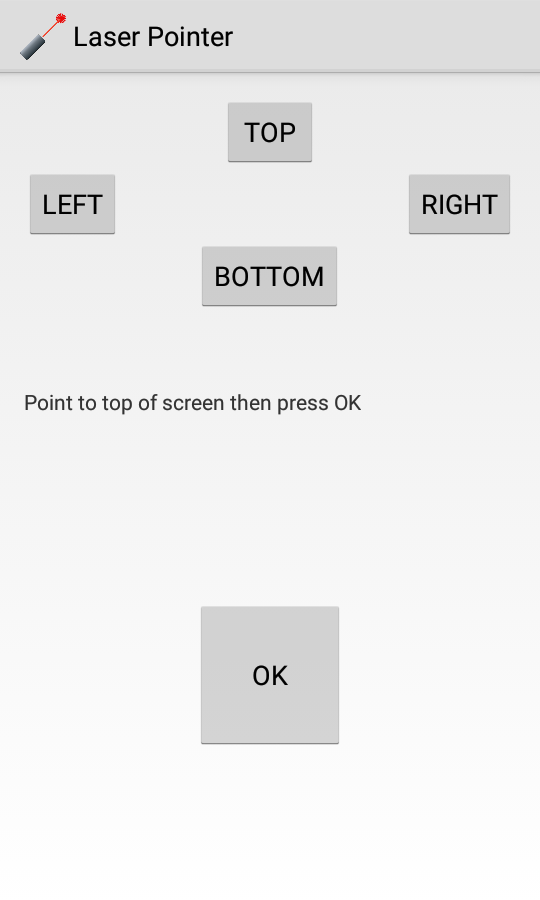 Laser Pointer
TOP
LEFT
RIGHT
BOTTOM
Point to top of screen then press OK
OK